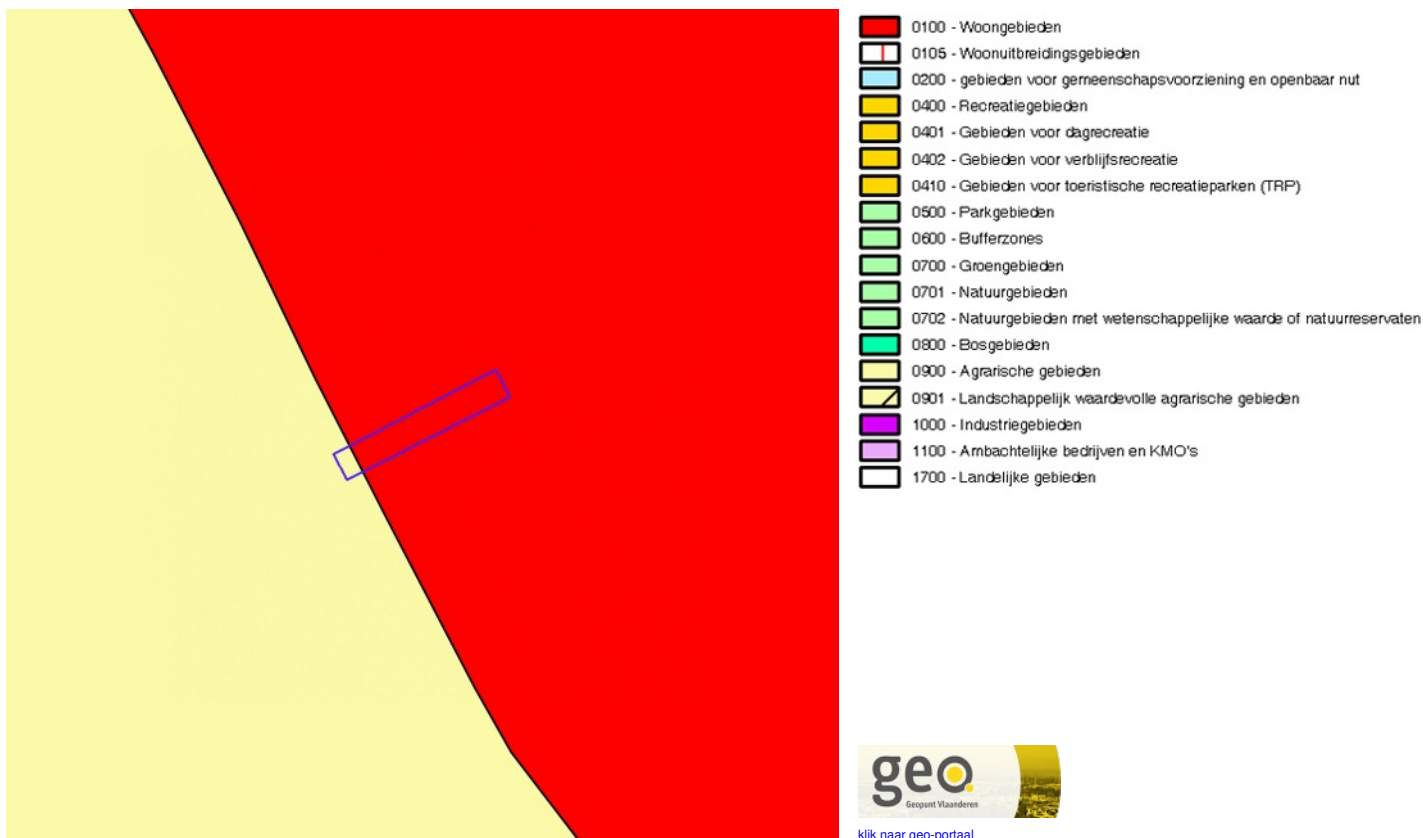 0100 - Woongebieden
0105 - Woonuitbreidingsgebieden
0200 - gebieden voor gemeenschapsvoorziening en openbaar nut
0400 - Recreatiegebieden
0401 - Gebieden voor dagrecreatie
0402 - Gebieden voor verblijfsrecreatie
0410 - Gebieden voor toeristische recreatieparken (TRP)
0500 - Parkgebieden
0600 - Bufferzones
0700 - Groengebieden
0701 - Natuurgebieden
0702 - Natuurgebieden met wetenschappelijke waarde of natuurreservaten
0800 - Bosgebieden
0900 - Agrarische gebieden
0901 - Landschappelijk waardevolle agrarische gebieden
1000 - Industriegebieden
1100 - Ambachtelijke bedrijven en KMO's
1700 - Landelijke gebieden
geo.
Geopunt Vlaanderen
klik naar geo-portaal